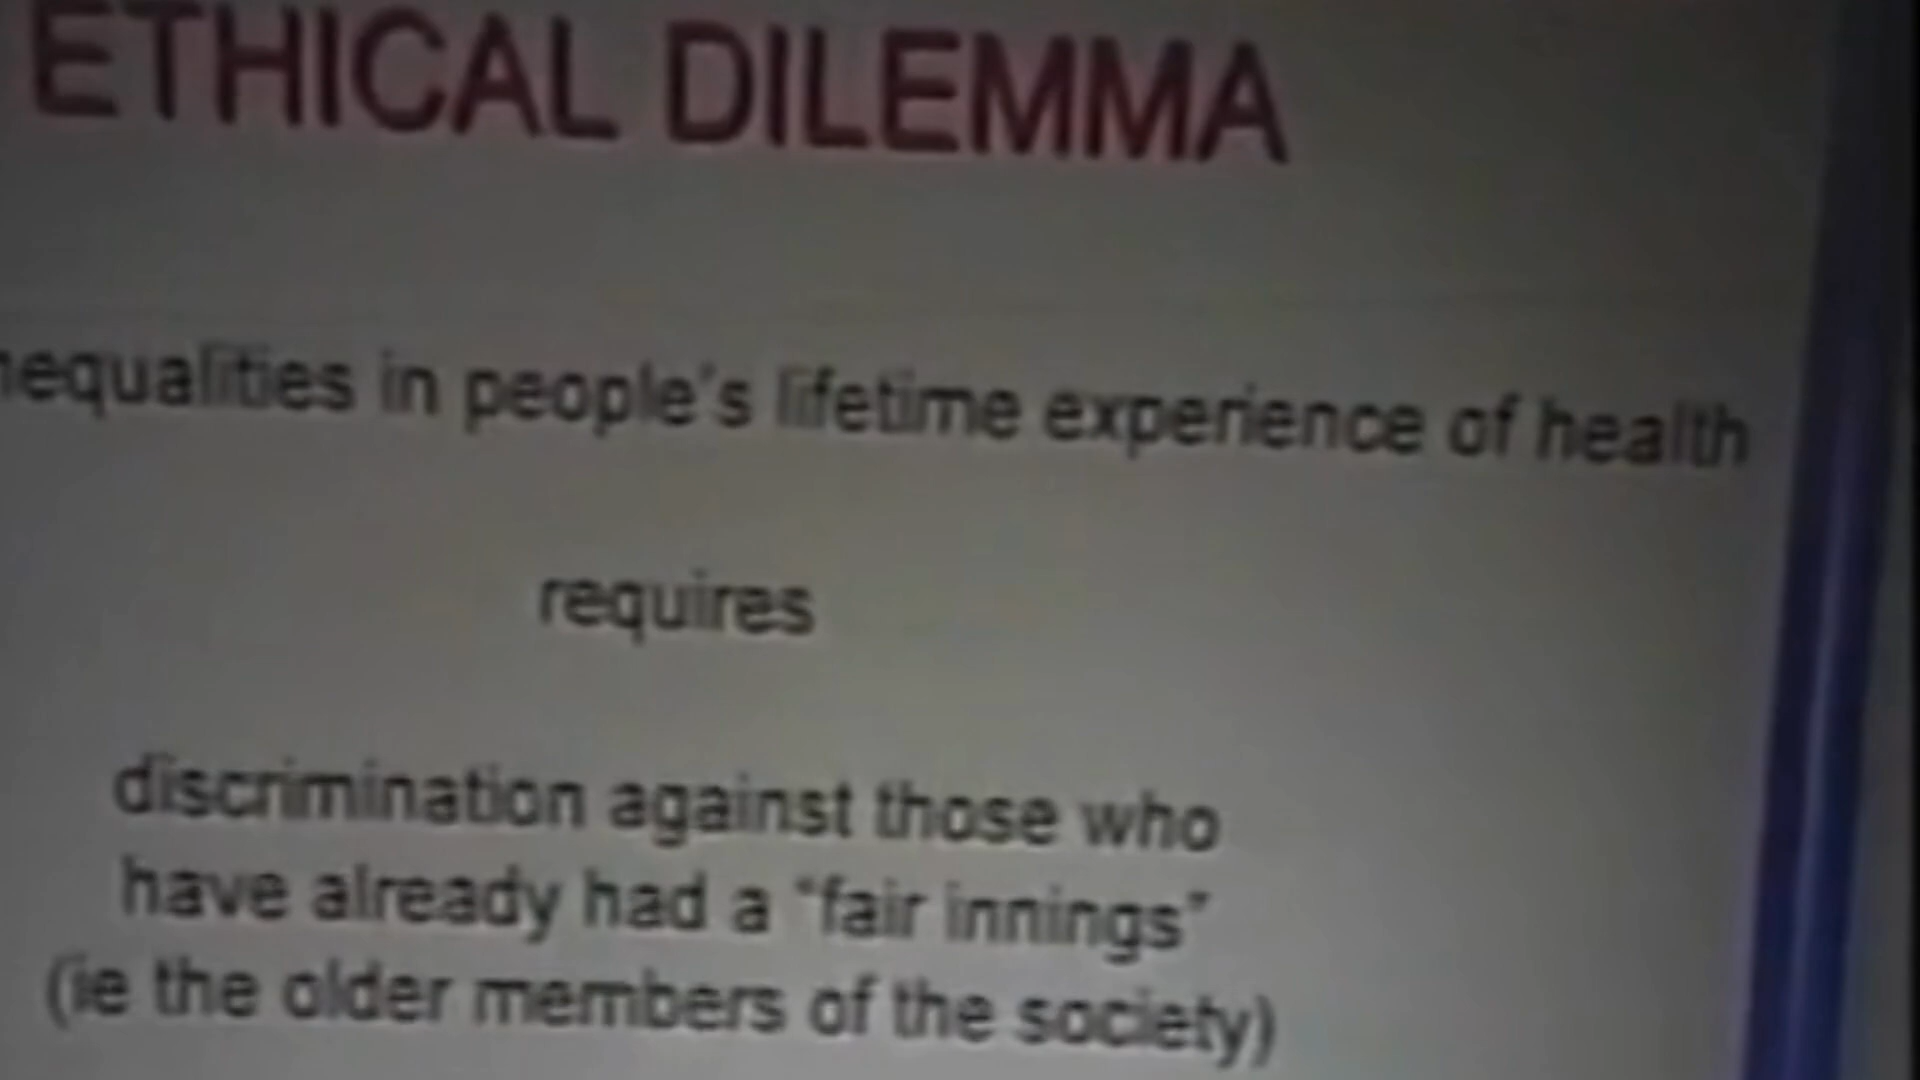 ETHICAL DILEMMA
nequalities in people's lifetime experience of health
requires
discrimination against those who
have already had a "fair innings"
(ie the older members of the society)